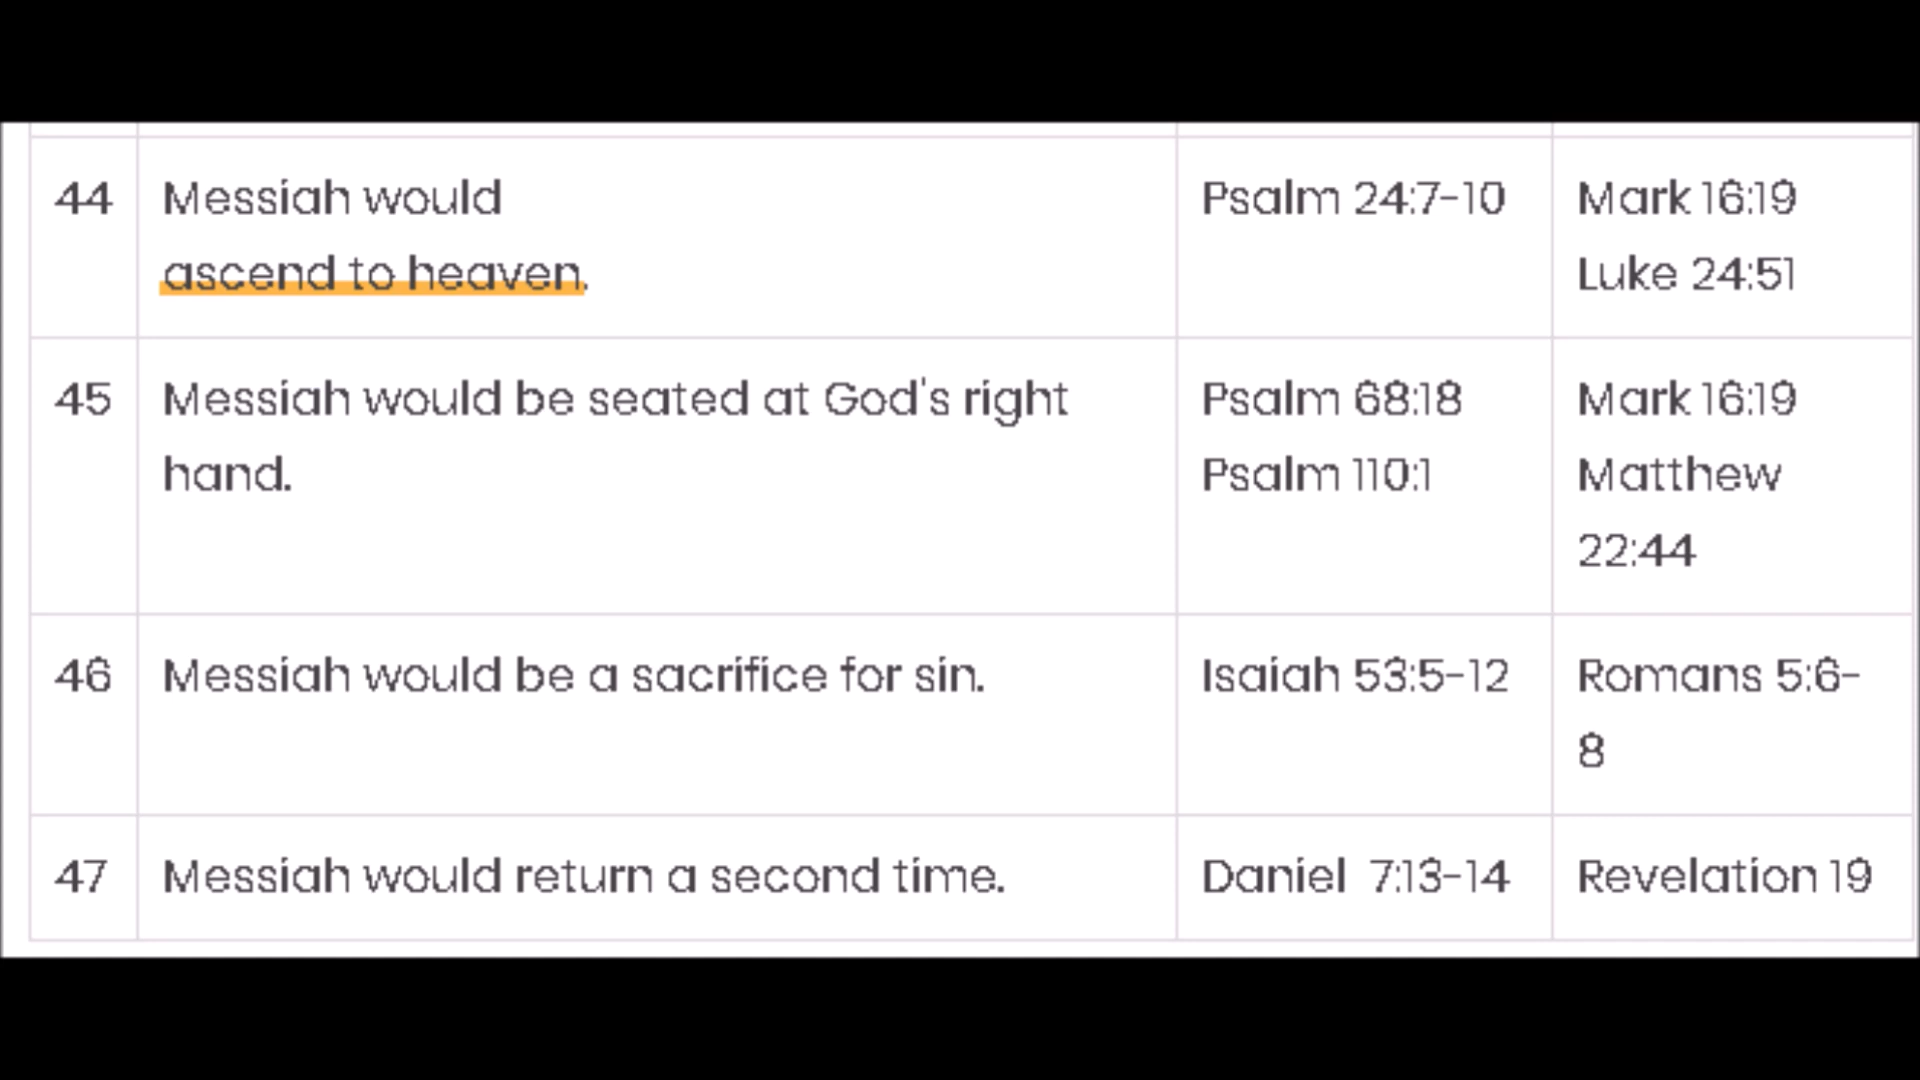 44 Messiah would Psalm 24:7-10 Mark 16:19
ascend to heaven. Luke 24:51
45 Messiah would be seated at God's right Psalm 68:18 Mark 16:19
hand. Psalm 110:1 Matthew
22:44
46 Messiah would be a sacrifice for sin. Isaiah 53:5-12 Romans 5:6-
8
47 Messiah would return a second time. Daniel 7:13-14 Revelation 19